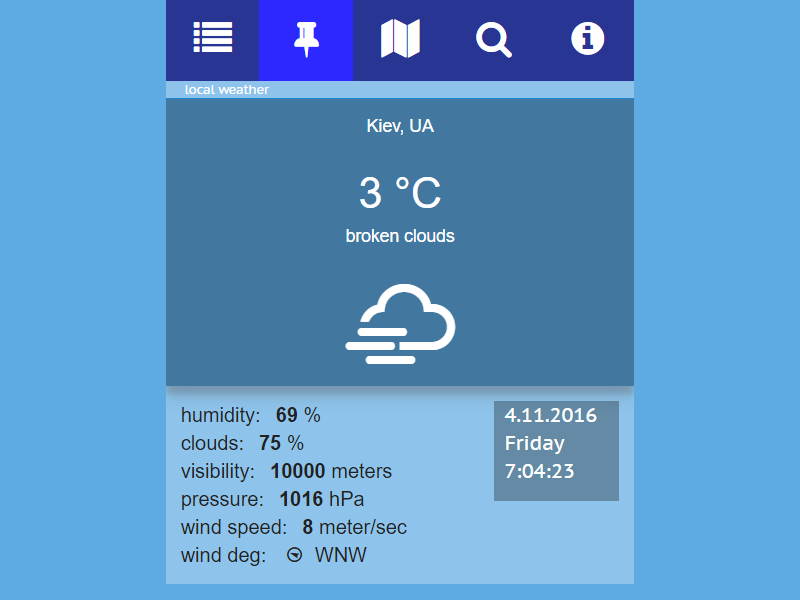 local weather
Kiev, UA
3 °C
broken clouds
humidity: 69 %
clouds: 75 %
visibility: 10000 meters
pressure: 1016 hPa
wind speed: 8 meter/sec
wind deg: WNW
4.11.2016
Friday
7:04:23